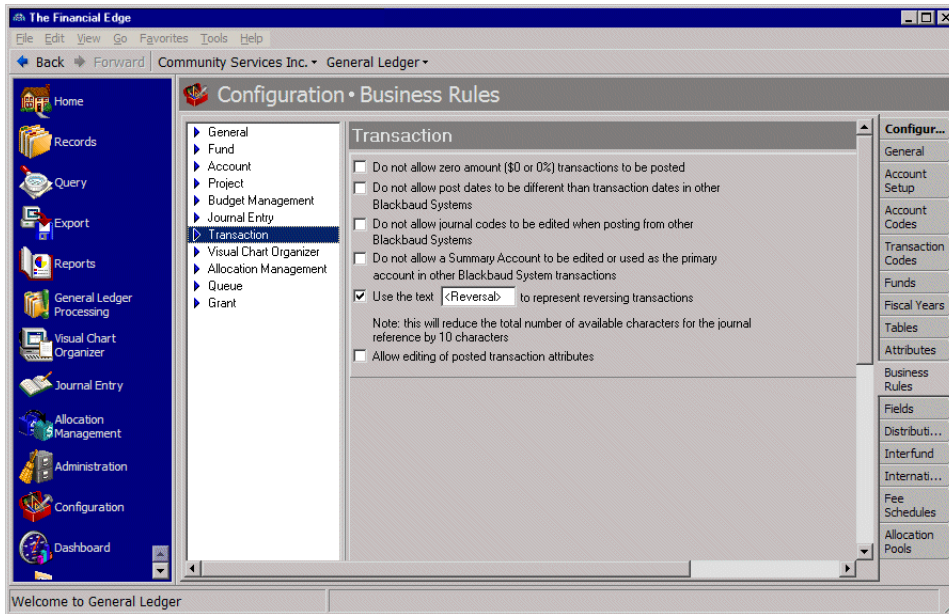 The Financial Edge
File Edit View Go Favorites Tools Help
Back Forward Community Services Inc. General Ledger
Home
Records
Query
Export
Reports
General Ledger
Processing
Visual Chart
Organizer
Journal Entry
Allocation
Management
Administration
Configuration
Dashboard
Configuration • Business Rules
General
Fund
Account
Project
Budget Management
Journal Entry
Transaction
Visual Chart Organizer
Allocation Management
Queue
Grant
Transaction
Do not allow zero amount ($0 or 0%) transactions to be posted
Do not allow post dates to be different than transaction dates in other
Blackbaud Systems
Do not allow journal codes to be edited when posting from other
Blackbaud Systems
Do not allow a Summary Account to be edited or used as the primary
account in other Blackbaud System transactions
Use the text <Reversal> to represent reversing transactions
Note: this will reduce the total number of available characters for the journal
reference by 10 characters
Allow editing of posted transaction attributes
Configur...
General
Account
Setup
Account
Codes
Transaction
Codes
Funds
Fiscal Years
Tables
Attributes
Business
Rules
Fields
Distributi...
Interfund
Internati...
Fee
Schedules
Allocation
Pools
Welcome to General Ledger